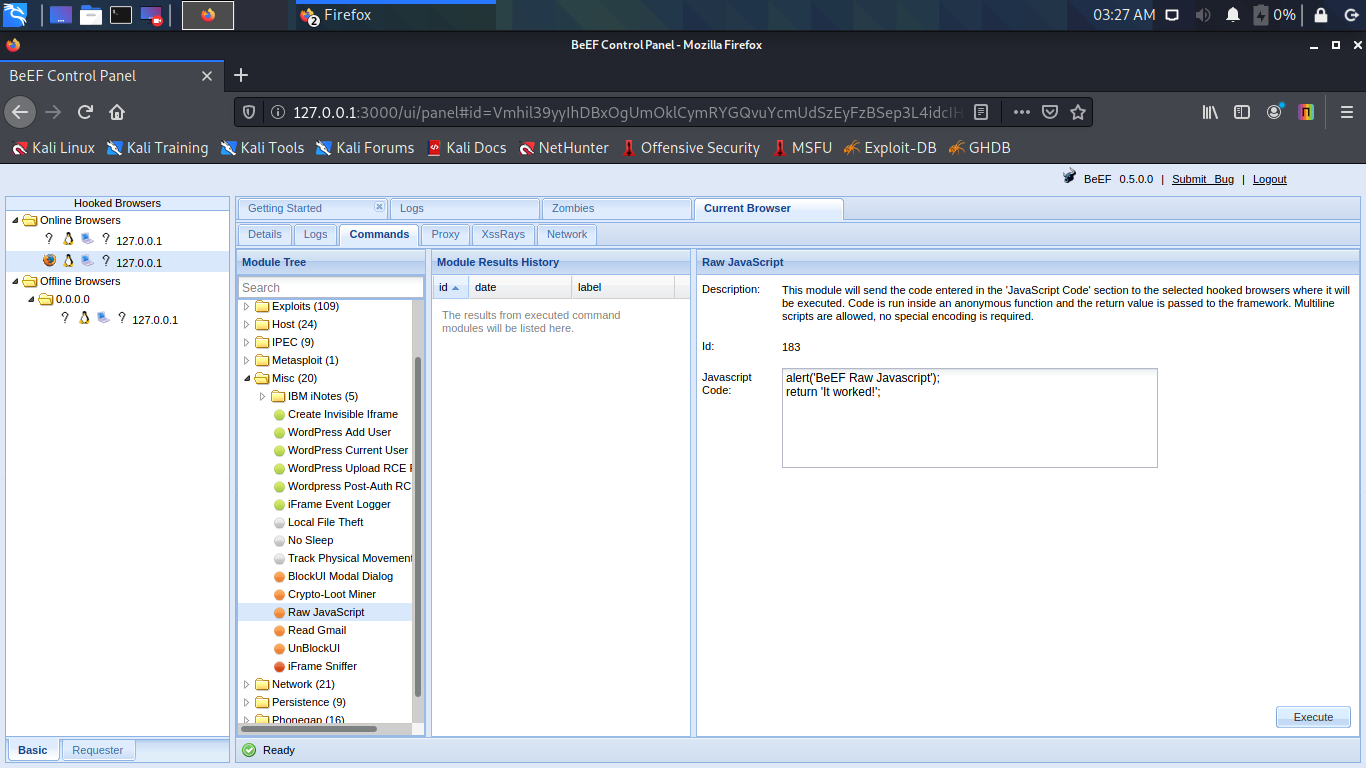 Firefox
2
03:27 AM
0%
BeEF Control Panel - Mozilla Firefox
BeEF Control Panel
127.0.0.1:3000/ui/panel#id=
Kali Linux
Kali Training
Kali Tools
Kali Forums
Kali Docs
NetHunter
Offensive Security
MSFU
Exploit-DB
GHDB
BeEF 0.5.0.0 | Submit Bug | Logout
Hooked Browsers
Online Browsers
? ? 127.0.0.1
? 127.0.0.1
Offline Browsers
0.0.0.0
? ? 127.0.0.1
Basic
Requester
Getting Started
Logs
Zombies
Current Browser
Details
Logs
Commands
Proxy
XssRays
Network
Module Tree
Search
Exploits (109)
Host (24)
IPEC (9)
Metasploit (1)
Misc (20)
IBM iNotes (5)
Create Invisible Iframe
WordPress Add User
WordPress Current User
WordPress Upload RCE
Wordpress Post-Auth RC
iFrame Event Logger
Local File Theft
No Sleep
Track Physical Movement
BlockUI Modal Dialog
Crypto-Loot Miner
Raw JavaScript
Read Gmail
UnBlockUI
iFrame Sniffer
Network (21)
Persistence (9)
Phonegap (16)
Module Results History
id date label
The results from executed command
modules will be listed here.
Raw JavaScript
Description:
This module will send the code entered in the 'JavaScript Code' section to the selected hooked browsers where it will
be executed. Code is run inside an anonymous function and the return value is passed to the framework. Multiline
scripts are allowed, no special encoding is required.
Id:
183
Javascript
Code:
alert('BeEF Raw Javascript');
return 'It worked!';
Execute
Ready